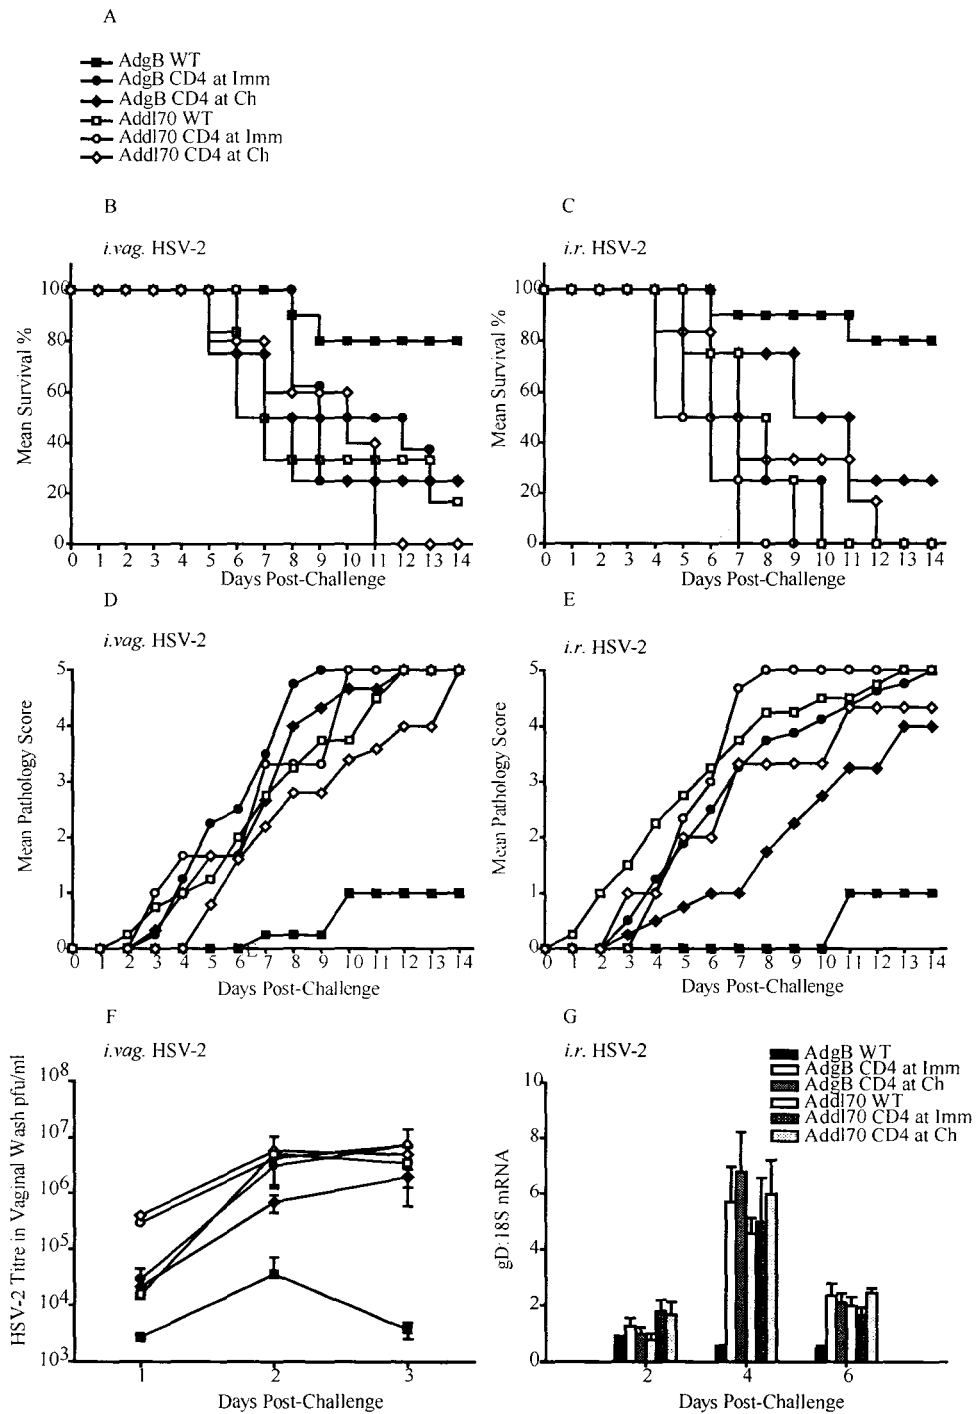 A
AdgB WT
AdgB CD4 at Imm
AdgB CD4 at Ch
Addl70 WT
Addl70 CD4 at Imm
Addl70 CD4 at Ch
B
i.vag. HSV-2
Mean Survival %
100
80
60
40
20
0
0 1 2 3 4 5 6 7 8 9 10 11 12 13 14
Days Post-Challenge
C
i.r. HSV-2
Mean Survival %
100
80
60
40
20
0
0 1 2 3 4 5 6 7 8 9 10 11 12 13 14
Days Post-Challenge
D
i.vag. HSV-2
Mean Pathology Score
5
4
3
2
1
0
0 1 2 3 4 5 6 7 8 9 10 11 12 13 14
Days Post-Challenge
E
i.r. HSV-2
Mean Pathology Score
5
4
3
2
1
0
0 1 2 3 4 5 6 7 8 9 10 11 12 13 14
Days Post-Challenge
F
i.vag. HSV-2
HSV-2 Titre in Vaginal Wash pfu/ml
10^8
10^7
10^6
10^5
10^4
10^3
1 2 3
Days Post-Challenge
G
i.r. HSV-2
AdgB WT
AdgB CD4 at Imm
AdgB CD4 at Ch
Addl70 WT
Addl70 CD4 at Imm
Addl70 CD4 at Ch
gD:18S mRNA
10
8
6
4
2
0
2 4 6
Days Post-Challenge